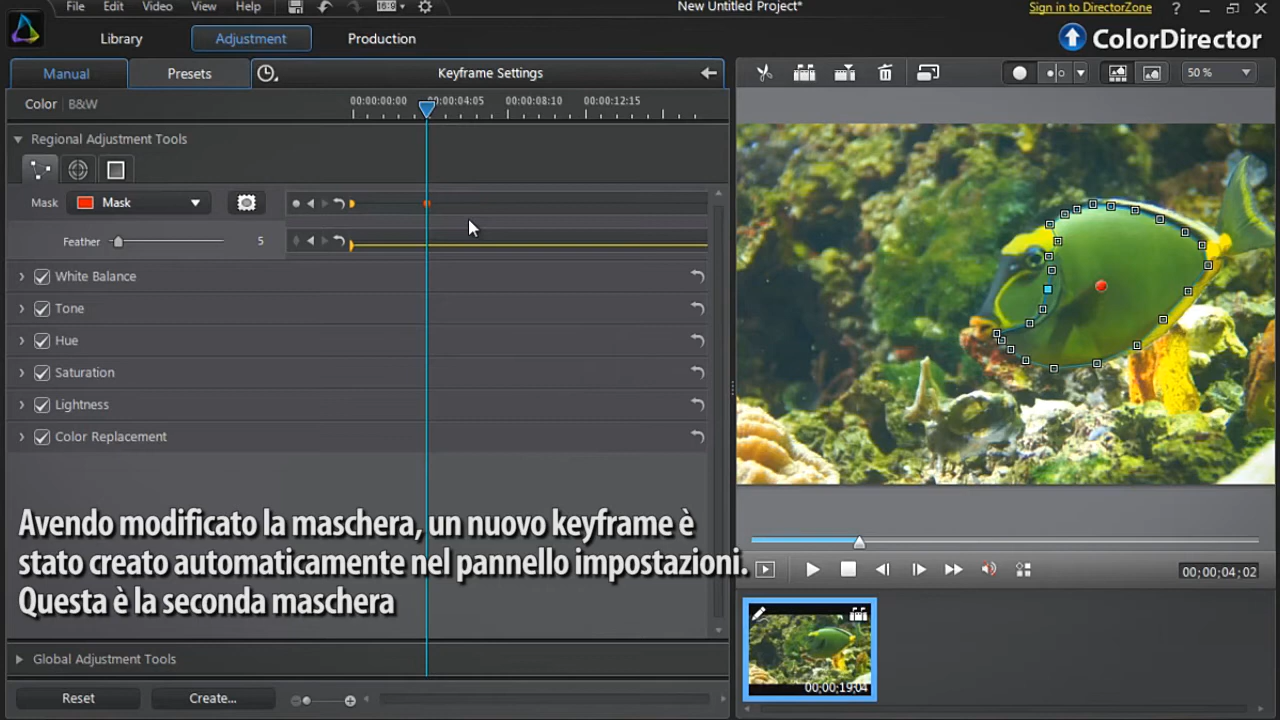 File Edit Video View Help 16:9 New Untitled Project* Sign in to DirectorZone ?
Library Adjustment Production ColorDirector
Manual Presets Keyframe Settings 50 %
Color B&W 00:00:00:00 00:00:04:05 00:00:08:10 00:00:12:15
Regional Adjustment Tools
Mask Mask
Feather 5
White Balance
Tone
Hue
Saturation
Lightness
Color Replacement
Avendo modificato la maschera, un nuovo keyframe è
stato creato automaticamente nel pannello impostazioni.
Questa è la seconda maschera
00;00;04;02
00;00;19;04
Global Adjustment Tools
Reset Create...